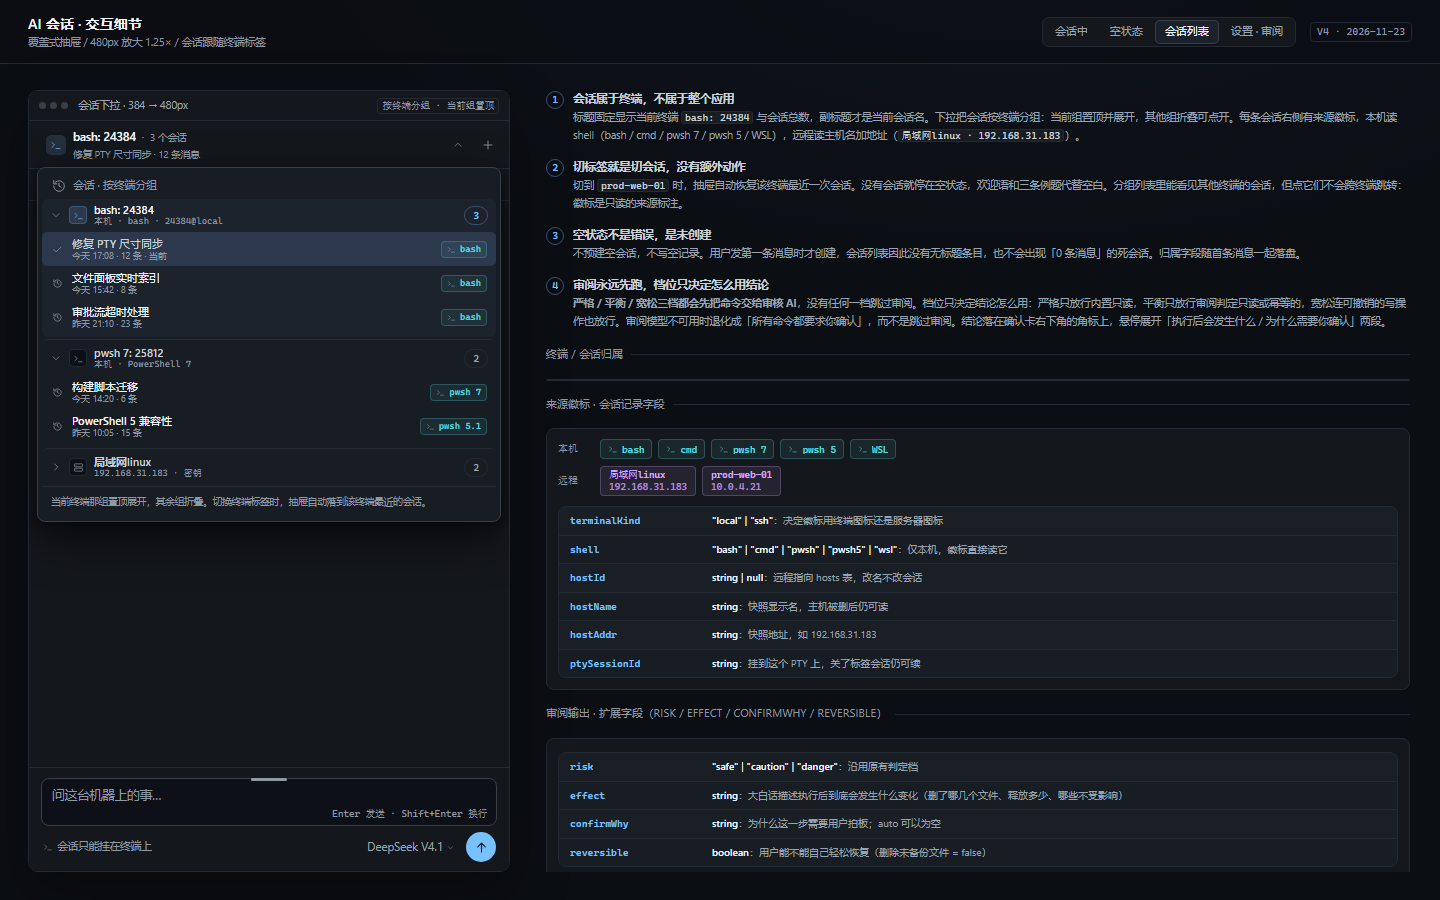 AI 会话 · 交互细节
覆盖式抽屉 / 480px 放大 1.25× / 会话跟随终端标签
会话中
空状态
会话列表
设置 · 审阅
V4 · 2026-11-23
会话下拉 · 384 → 480px
按终端分组 · 当前组置顶
bash: 24384 · 3 个会话
修复 PTY 尺寸同步 · 12 条消息
会话 · 按终端分组
bash: 24384
本机 · bash · 24384@local
3
修复 PTY 尺寸同步
今天 17:08 · 12 条 · 当前
bash
文件面板实时索引
今天 15:42 · 8 条
bash
审批流超时处理
昨天 21:10 · 23 条
bash
pwsh 7: 25812
本机 · PowerShell 7
2
构建脚本迁移
今天 14:20 · 6 条
pwsh 7
PowerShell 5 兼容性
昨天 10:05 · 15 条
pwsh 5.1
局域网linux
192.168.31.183 · 密钥
2
当前终端那组置顶展开，其余组折叠。切换终端标签时，抽屉自动落到该终端最近的会话。
问这台机器上的事…
Enter 发送 · Shift+Enter 换行
会话只能挂在终端上
DeepSeek V4.1
1
会话属于终端，不属于整个应用
标题固定显示当前终端 bash: 24384 与会话总数，副标题才是当前会话名。下拉把会话按终端分组：当前组置顶并展开，其他组折叠可点开。每条会话右侧有来源徽标，本机读
shell（bash / cmd / pwsh 7 / pwsh 5 / WSL），远程读主机名加地址（局域网linux · 192.168.31.183）。
2
切标签就是切会话，没有额外动作
切到 prod-web-01 时，抽屉自动恢复该终端最近一次会话。没有会话就停在空状态，欢迎语和三条例题代替空白。分组列表里能看见其他终端的会话，但点它们不会跨终端跳转：
徽标是只读的来源标注。
3
空状态不是错误，是未创建
不预建空会话，不写空记录。用户发第一条消息时才创建，会话列表因此没有无标题条目，也不会出现「0 条消息」的死会话。归属字段随首条消息一起落盘。
4
审阅永远先跑，档位只决定怎么用结论
严格 / 平衡 / 宽松三档都会先把命令交给审核 AI，没有任何一档跳过审阅。档位只决定结论怎么用：严格只放行内置只读，平衡只放行审阅判定只读或幂等的，宽松连可撤销的写操
作也放行。审阅模型不可用时退化成「所有命令都要求你确认」，而不是跳过审阅。结论落在确认卡右下角的角标上，悬停展开「执行后会发生什么 / 为什么需要你确认」两段。
终端 / 会话归属
来源徽标 · 会话记录字段
本机
bash
cmd
pwsh 7
pwsh 5
WSL
远程
局域网linux
192.168.31.183
prod-web-01
10.0.4.21
terminalKind
"local" | "ssh"：决定徽标用终端图标还是服务器图标
shell
"bash" | "cmd" | "pwsh" | "pwsh5" | "wsl"：仅本机，徽标直接读它
hostId
string | null：远程指向 hosts 表，改名不改会话
hostName
string：快照显示名，主机被删后仍可读
hostAddr
string：快照地址，如 192.168.31.183
ptySessionId
string：挂到这个 PTY 上，关了标签会话仍可续
审阅输出 · 扩展字段（RISK / EFFECT / CONFIRMWHY / REVERSIBLE）
risk
"safe" | "caution" | "danger"：沿用原有判定档
effect
string：大白话描述执行后到底会发生什么变化（删了哪几个文件、释放多少、哪些不受影响）
confirmWhy
string：为什么这一步需要用户拍板；auto 可以为空
reversible
boolean：用户能不能自己轻松恢复（删除未备份文件 = false）